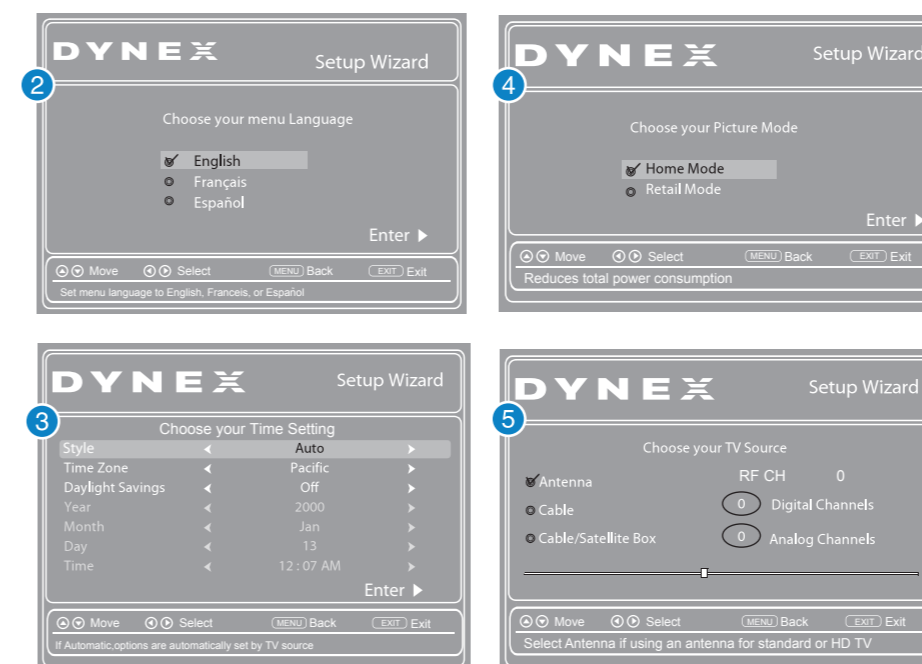 DYNEX
Setup Wizard
2
Choose your menu Language
English
Français
Español
Enter
Move Select MENU Back EXIT Exit
Set menu language to English, Franceis, or Español
DYNEX
Setup Wizard
3
Choose your Time Setting
Style Auto
Time Zone Pacific
Daylight Savings Off
Year 2000
Month Jan
Day 13
Time 12:07 AM
Enter
Move Select MENU Back EXIT Exit
If Automatic,options are automatically set by TV source
DYNEX
Setup Wizard
4
Choose your Picture Mode
Home Mode
Retail Mode
Enter
Move Select MENU Back EXIT Exit
Reduces total power consumption
DYNEX
Setup Wizard
5
Choose your TV Source
Antenna RF CH 0
Cable 0 Digital Channels
Cable/Satellite Box 0 Analog Channels
Move Select MENU Back EXIT Exit
Select Antenna if using an antenna for standard or HD TV